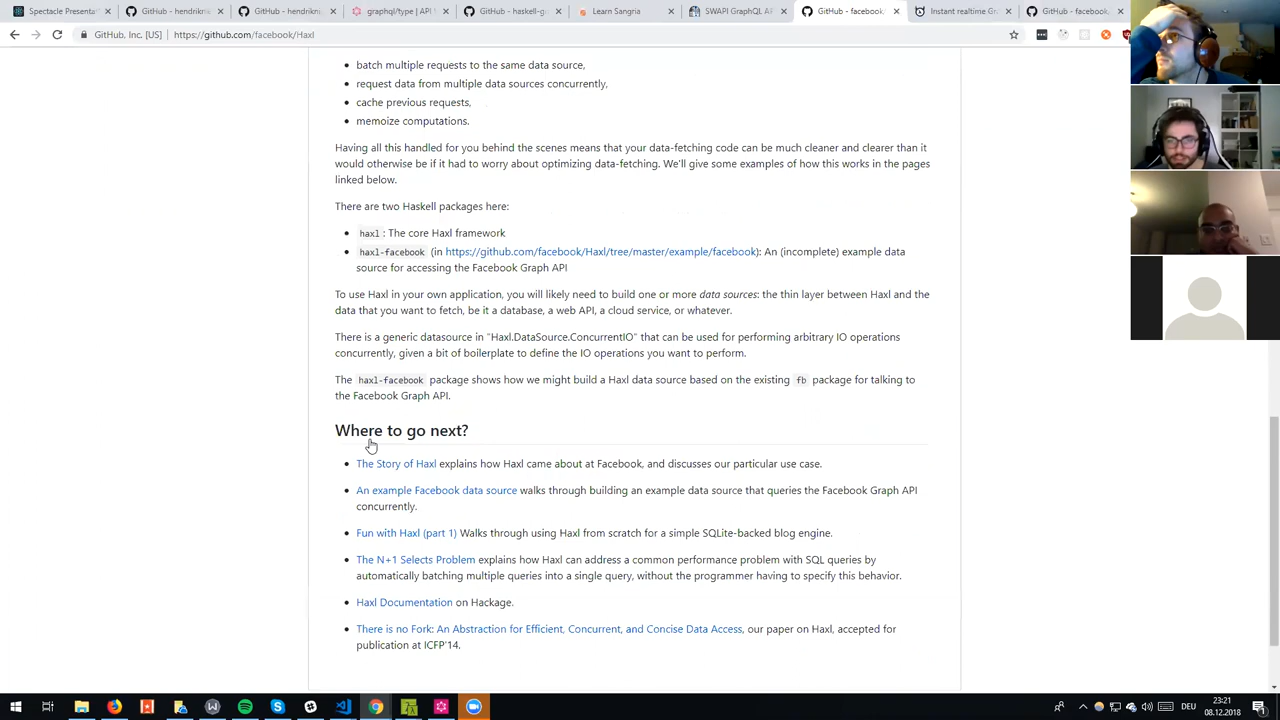 Spectacle Presentat
GitHub - hendrikni
GitHub - hendrikni
graphql/type | API
GitHub - haskell-g
Learn Sangria
SWAPI GraphQL AP
GitHub - facebook/
Instant realtime Gr
GitHub - facebook,
GitHub, Inc. [US] | https://github.com/facebook/Haxl
batch multiple requests to the same data source,
request data from multiple data sources concurrently,
cache previous requests,
memoize computations.
Having all this handled for you behind the scenes means that your data-fetching code can be much cleaner and clearer than it
would otherwise be if it had to worry about optimizing data-fetching. We'll give some examples of how this works in the pages
linked below.
There are two Haskell packages here:
haxl : The core Haxl framework
haxl-facebook (in https://github.com/facebook/Haxl/tree/master/example/facebook): An (incomplete) example data
source for accessing the Facebook Graph API
To use Haxl in your own application, you will likely need to build one or more data sources: the thin layer between Haxl and the
data that you want to fetch, be it a database, a web API, a cloud service, or whatever.
There is a generic datasource in "Haxl.DataSource.ConcurrentIO" that can be used for performing arbitrary IO operations
concurrently, given a bit of boilerplate to define the IO operations you want to perform.
The haxl-facebook package shows how we might build a Haxl data source based on the existing fb package for talking to
the Facebook Graph API.
Where to go next?
The Story of Haxl explains how Haxl came about at Facebook, and discusses our particular use case.
An example Facebook data source walks through building an example data source that queries the Facebook Graph API
concurrently.
Fun with Haxl (part 1) Walks through using Haxl from scratch for a simple SQLite-backed blog engine.
The N+1 Selects Problem explains how Haxl can address a common performance problem with SQL queries by
automatically batching multiple queries into a single query, without the programmer having to specify this behavior.
Haxl Documentation on Hackage.
There is no Fork: An Abstraction for Efficient, Concurrent, and Concise Data Access, our paper on Haxl, accepted for
publication at ICFP'14.
DEU
23:21
08.12.2018